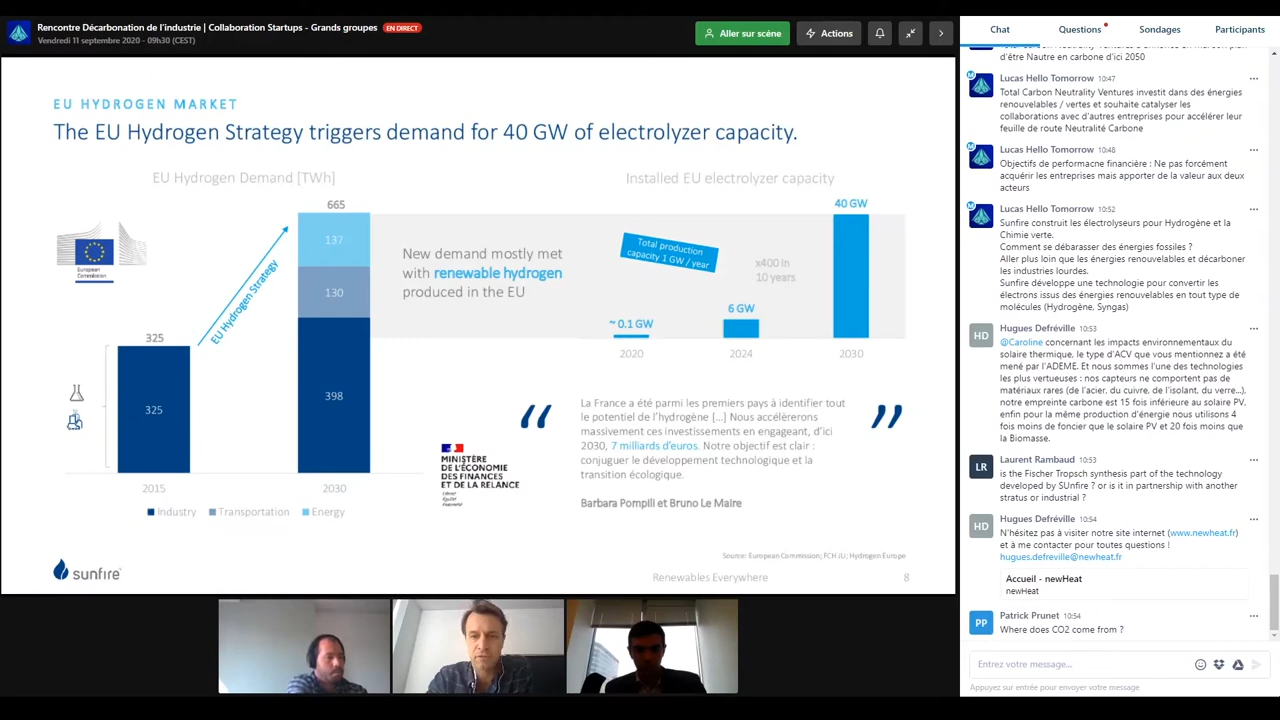 Rencontre Décarbonation de l'industrie | Collaboration Startups - Grands groupes
EN DIRECT
Vendredi 11 septembre 2020 - 09h30 (CEST)
Aller sur scène
Actions
EU HYDROGEN MARKET
The EU Hydrogen Strategy triggers demand for 40 GW of electrolyzer capacity.
EU Hydrogen Demand [TWh]
665
137
130
398
325
325
EU Hydrogen Strategy
European
Commission
2015
2030
Industry
Transportation
Energy
New demand mostly met
with renewable hydrogen
produced in the EU
Installed EU electrolyzer capacity
40 GW
Total production
capacity 1 GW / year
x400 in
10 years
6 GW
~ 0.1 GW
2020
2024
2030
“
La France a été parmi les premiers pays à identifier tout
le potentiel de l'hydrogène [...] Nous accélèrerons
massivement ces investissements en engageant, d'ici
2030, 7 milliards d'euros. Notre objectif est clair :
conjuguer le développement technologique et la
transition écologique.
”
Barbara Pompili et Bruno Le Maire
MINISTÈRE
DE L'ÉCONOMIE
DES FINANCES
ET DE LA RELANCE
Liberté
Égalité
Fraternité
Source: European Commission; FCH JU; Hydrogen Europe
sunfire
Renewables Everywhere
8
Chat
Questions
Sondages
Participants
d'être Nautre en carbone d'ici 2050
Lucas Hello Tomorrow 10:47
Total Carbon Neutrality Ventures investit dans des énergies
renouvelables / vertes et souhaite catalyser les
collaborations avec d'autres entreprises pour accélérer leur
feuille de route Neutralité Carbone
Lucas Hello Tomorrow 10:48
Objectifs de performacne financière : Ne pas forcément
acquérir les entreprises mais apporter de la valeur aux deux
acteurs
Lucas Hello Tomorrow 10:52
Sunfire construit les électrolyseurs pour Hydrogène et la
Chimie verte.
Comment se débarasser des énergies fossiles ?
Aller plus loin que les énergies renouvelables et décarboner
les industries lourdes.
Sunfire développe une technologie pour convertir les
électrons issus des énergies renouvelables en tout type de
molécules (Hydrogène, Syngas)
HD
Hugues Defréville 10:53
@Caroline concernant les impacts environnementaux du
solaire thermique, le type d'ACV que vous mentionnez a été
mené par l'ADEME. Et nous sommes l'une des technologies
les plus vertueuses : nos capteurs ne comportent pas de
matériaux rares (de l'acier, du cuivre, de l'isolant, du verre...),
notre empreinte carbone est 15 fois inférieure au solaire PV,
enfin pour la même production d'énergie nous utilisons 4
fois moins de foncier que le solaire PV et 20 fois moins que
la Biomasse.
LR
Laurent Rambaud 10:53
is the Fischer Tropsch synthesis part of the technology
developed by SUnfire ? or is it in partnership with another
stratus or industrial ?
HD
Hugues Defréville 10:54
N'hésitez pas à visiter notre site internet (www.newheat.fr)
et à me contacter pour toutes questions !
hugues.defreville@newheat.fr
Accueil - newHeat
newHeat
PP
Patrick Prunet 10:54
Where does CO2 come from ?
Entrez votre message...
Appuyez sur entrée pour envoyer votre message